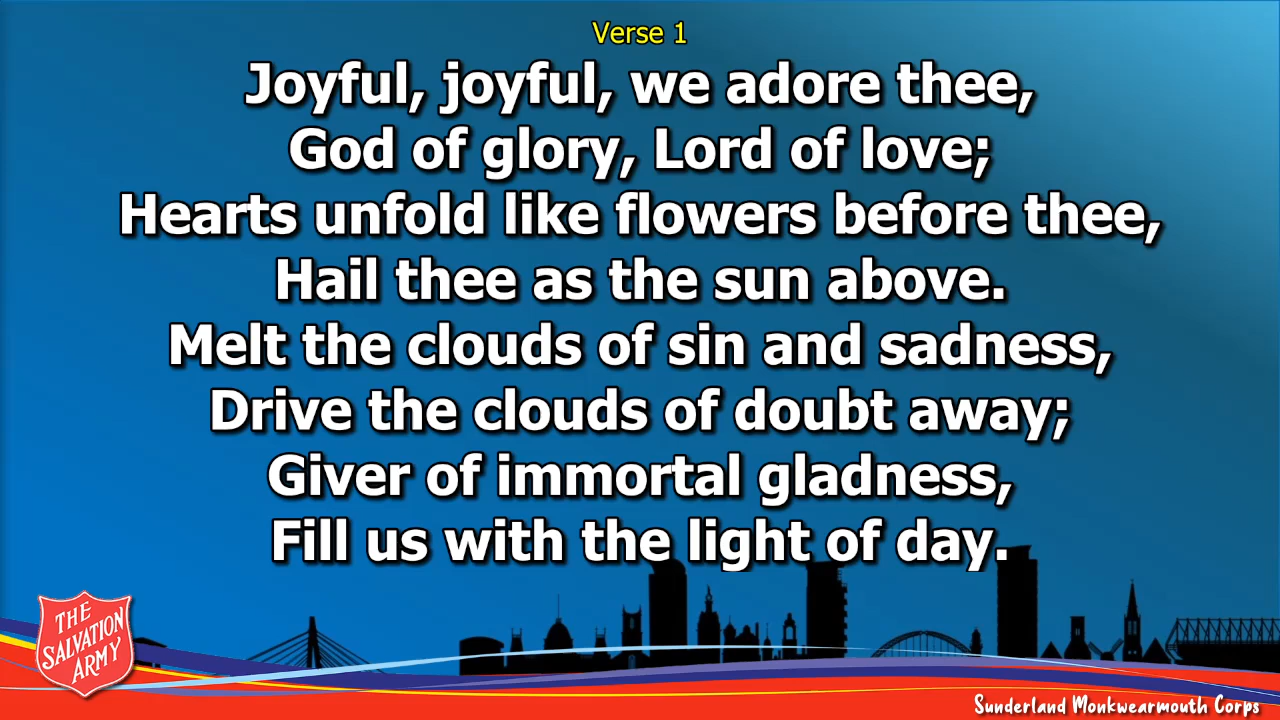 Verse 1
Joyful, joyful, we adore thee,
God of glory, Lord of love;
Hearts unfold like flowers before thee,
Hail thee as the sun above.
Melt the clouds of sin and sadness,
Drive the clouds of doubt away;
Giver of immortal gladness,
Fill us with the light of day.
THE
SALVATION
ARMY
Sunderland Monkwearmouth Corps